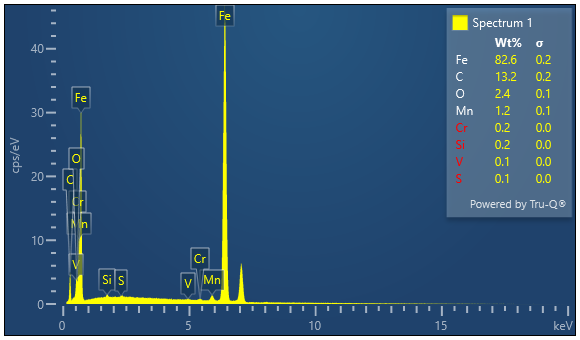 Spectrum 1
Wt% σ
Fe 82.6 0.2
C 13.2 0.2
O 2.4 0.1
Mn 1.2 0.1
Cr 0.2 0.0
Si 0.2 0.0
V 0.1 0.0
S 0.1 0.0
Powered by Tru-Q®
Fe
Fe
O
C
Cr
Mn
V
Si
S
V
Cr
Mn
cps/eV
40
30
20
10
0
0 5 10 15 keV